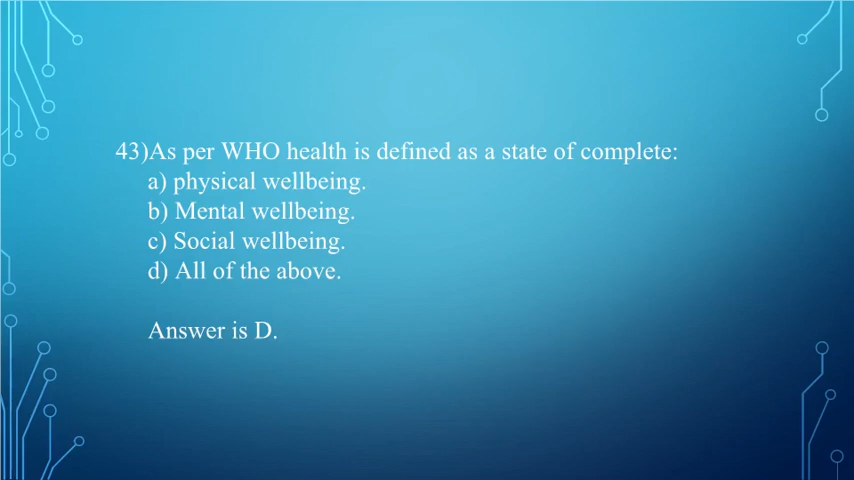 43)As per WHO health is defined as a state of complete:
a) physical wellbeing.
b) Mental wellbeing.
c) Social wellbeing.
d) All of the above.
Answer is D.